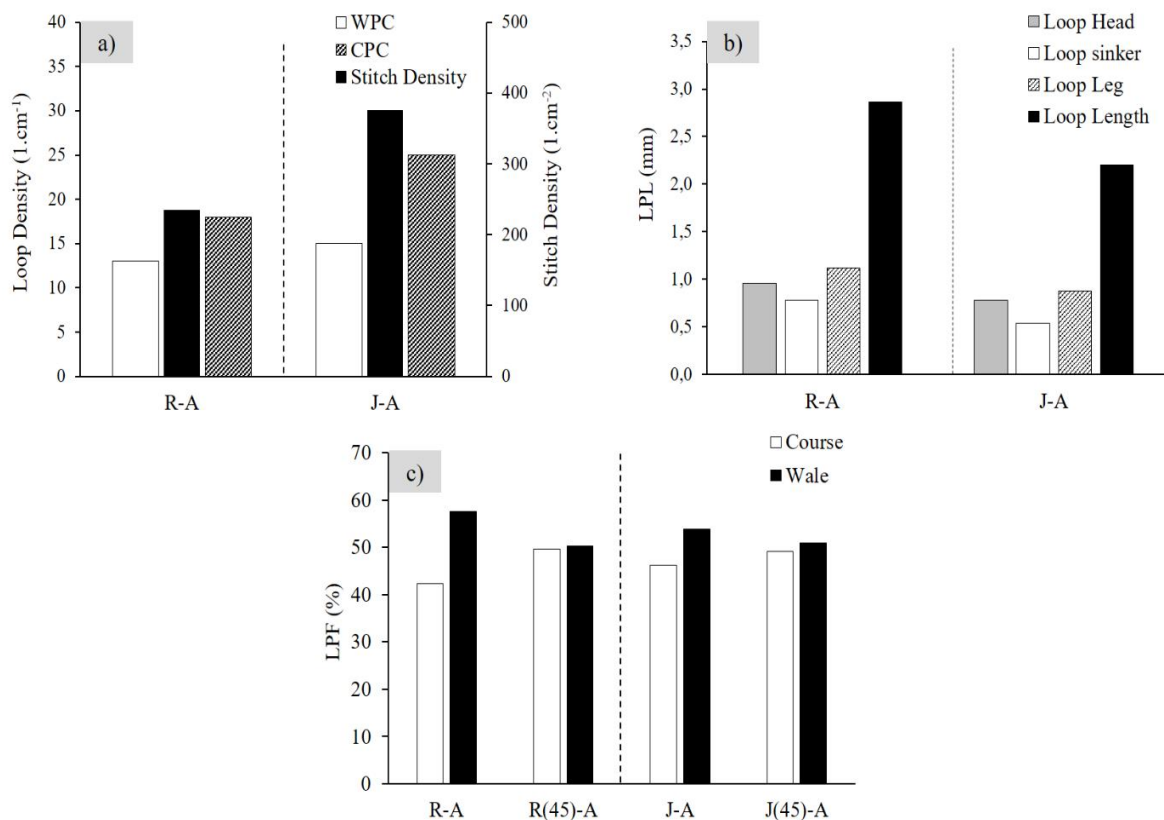 a)
WPC
CPC
Stitch Density
Loop Density (1.cm⁻¹)
40
35
30
25
20
15
10
5
0
500
400
300
200
100
0
Stitch Density (1.cm⁻²)
R-A
J-A
b)
Loop Head
Loop sinker
Loop Leg
Loop Length
LPL (mm)
3,5
3,0
2,5
2,0
1,5
1,0
0,5
0,0
R-A
J-A
c)
Course
Wale
LPF (%)
70
60
50
40
30
20
10
0
R-A
R(45)-A
J-A
J(45)-A